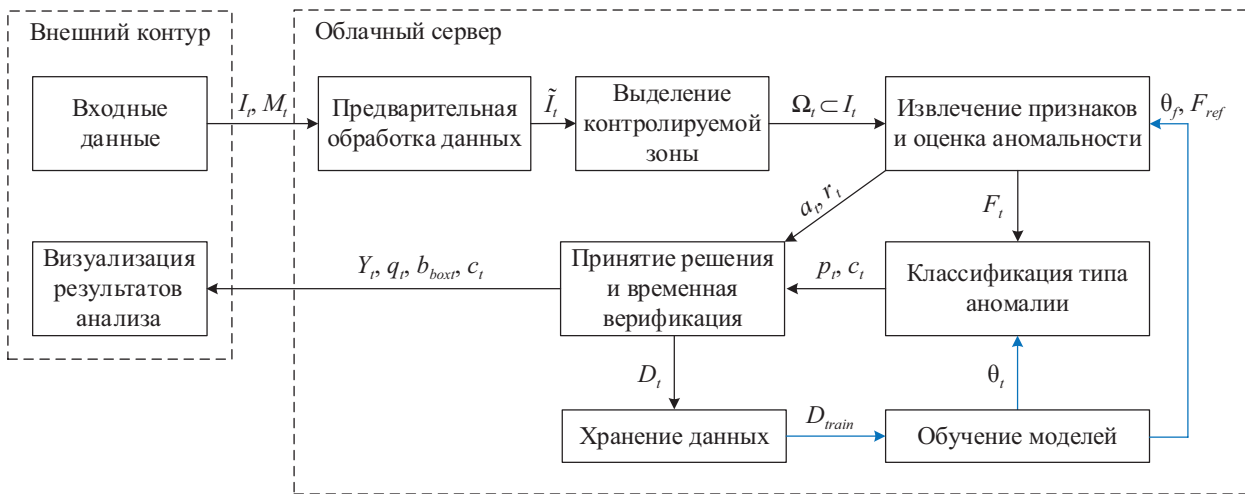 Внешний контур
Облачный сервер
Входные
данные
I_t, M_t
Предварительная
обработка данных
Ĩ_t
Выделение
контролируемой
зоны
Ω_t ⊂ I_t
Извлечение признаков
и оценка аномальности
θ_f, F_ref
a_t, r_t
F_t
Визуализация
результатов
анализа
Y_t, q_t, b_boxt, c_t
Принятие решения
и временная
верификация
p_t, c_t
Классификация типа
аномалии
D_t
θ_t
Хранение данных
D_train
Обучение моделей